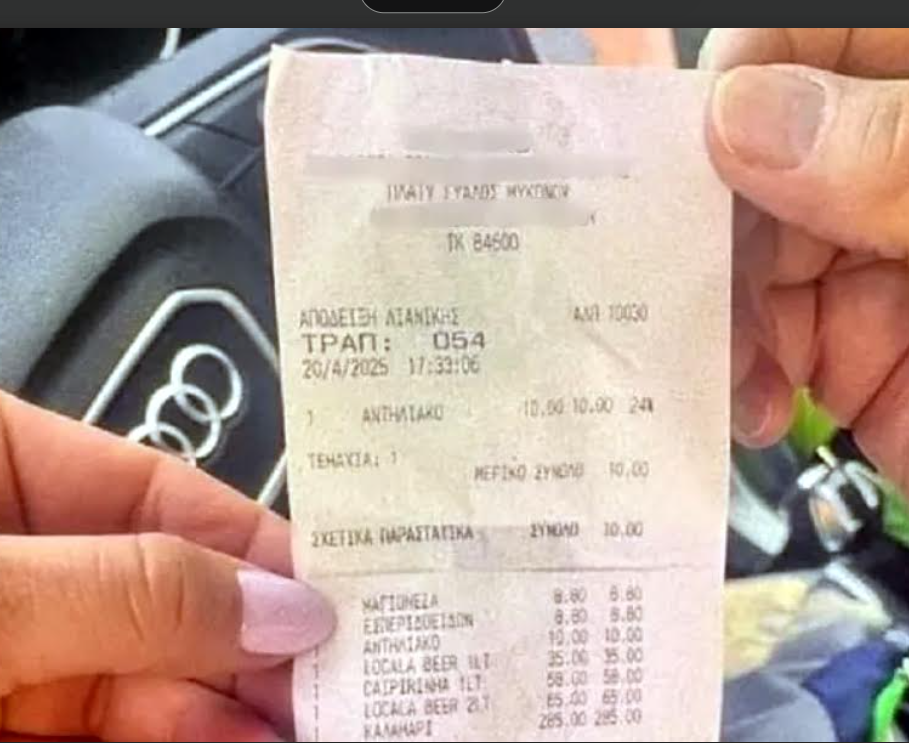 ΠΛΑΤΥ ΓΥΑΛΟΣ ΜΥΚΟΝΟΥ
ΤΚ 84600
ΑΠΟΔΕΙΞΗ ΛΙΑΝΙΚΗΣ ΑΛΠ 10030
ΤΡΑΠ: 054
20/4/2025 17:33:06
1 ΑΝΤΗΛΙΑΚΟ 10.00 10.00 24%
ΤΕΜΑΧΙΑ: 1
ΜΕΡΙΚΟ ΣΥΝΟΛΟ 10.00
ΣΧΕΤΙΚΑ ΠΑΡΑΣΤΑΤΙΚΑ ΣΥΝΟΛΟ 10.00
ΜΑΓΙΟΝΕΖΑ 8.80 8.80
ΕΣΠΕΡΙΔΟΕΙΔΩΝ 8.80 8.80
ΑΝΤΗΛΙΑΚΟ 10.00 10.00
1 LOCALA BEER 1LT 35.00 35.00
1 CAIPIRINHA 1LT 58.00 58.00
1 LOCALA BEER 2LT 65.00 65.00
1 ΚΑΛΑΜΑΡΙ 285.00 285.00